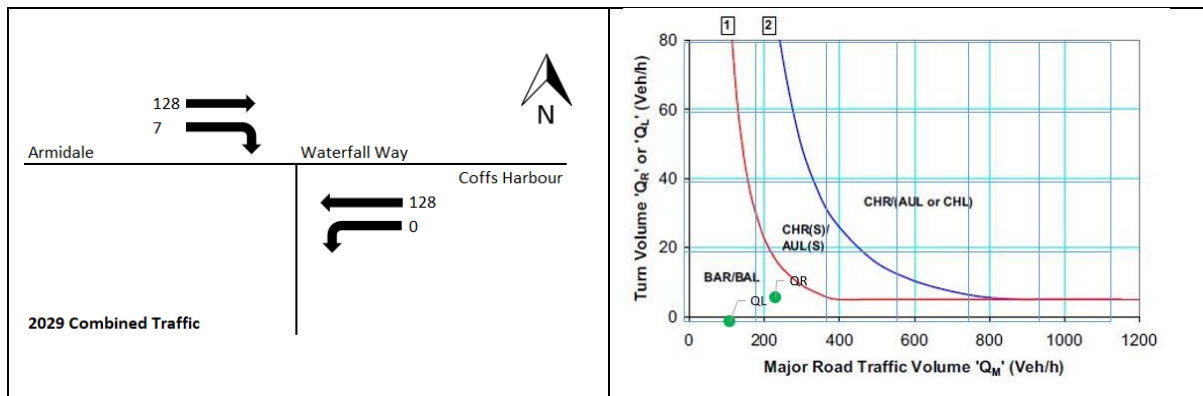 128
7
N
Armidale
Waterfall Way
Coffs Harbour
128
0
2029 Combined Traffic
1
2
Turn Volume 'QR' or 'QL' (Veh/h)
80
60
40
20
0
CHR/(AUL or CHL)
CHR(S)/
AUL(S)
BAR/BAL
QR
QL
0 200 400 600 800 1000 1200
Major Road Traffic Volume 'QM' (Veh/h)